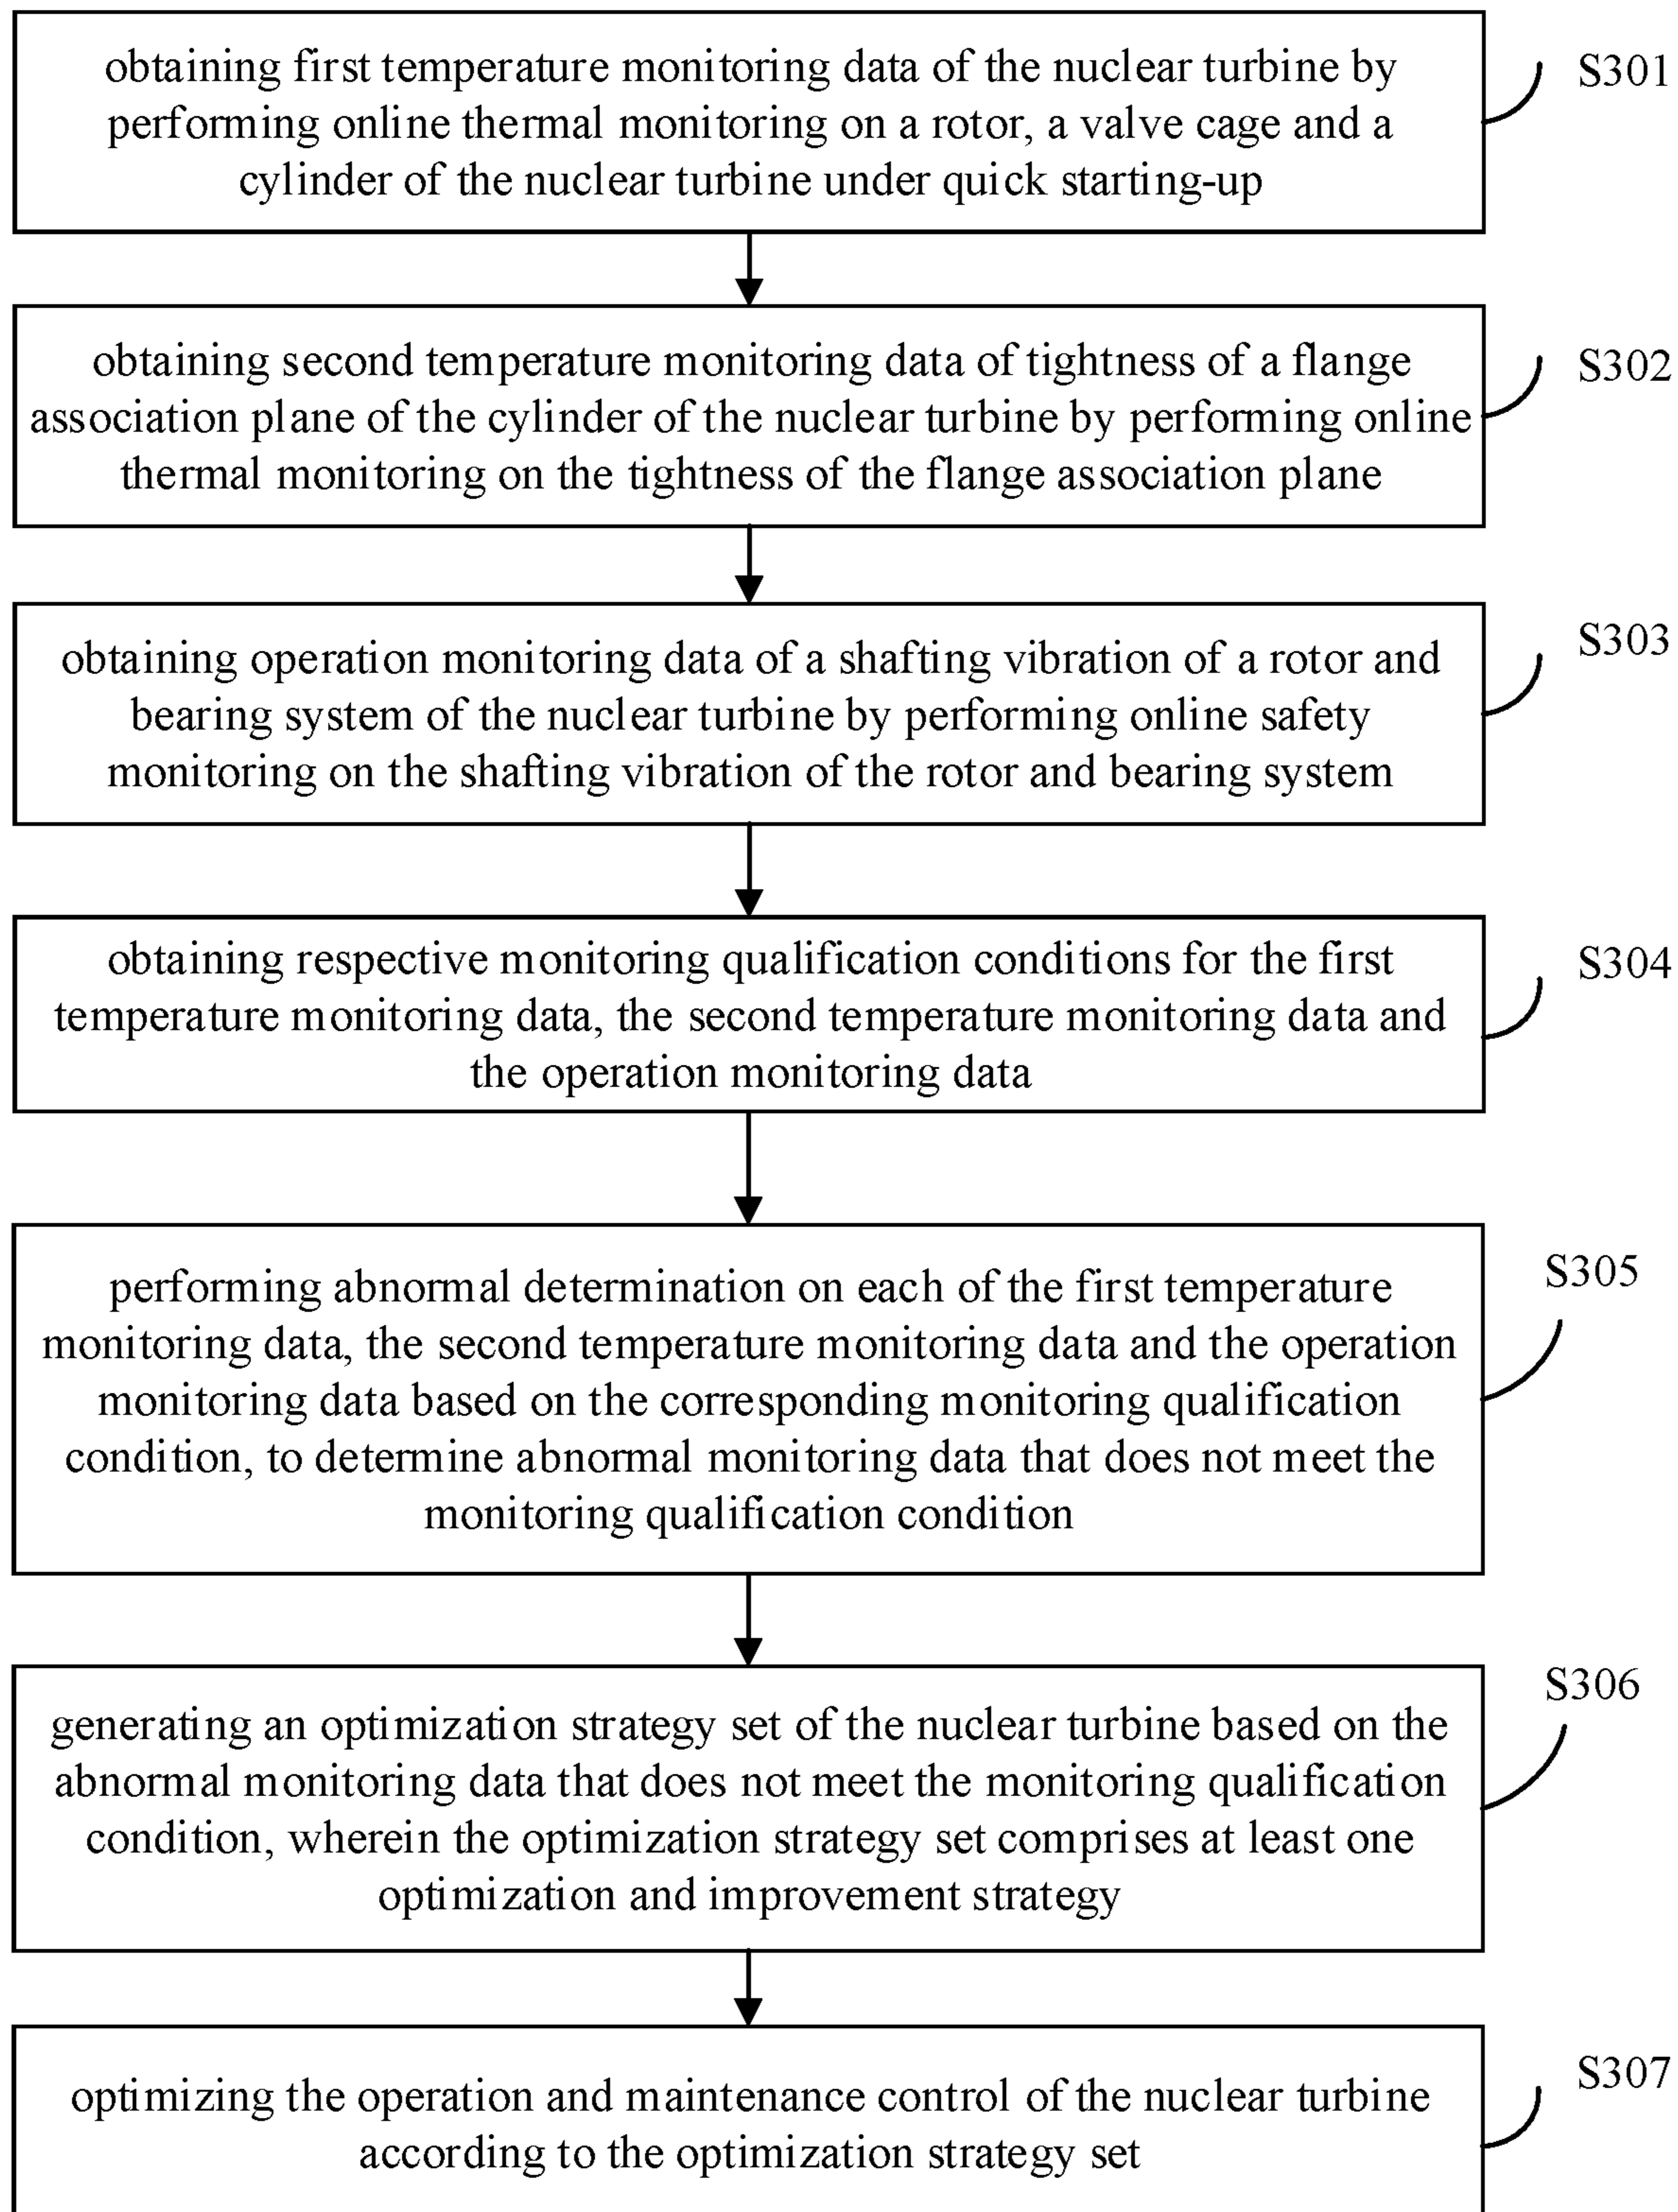 obtaining first temperature monitoring data of the nuclear turbine by
performing online thermal monitoring on a rotor, a valve cage and a
cylinder of the nuclear turbine under quick starting-up
S301
obtaining second temperature monitoring data of tightness of a flange
association plane of the cylinder of the nuclear turbine by performing online
thermal monitoring on the tightness of the flange association plane
S302
obtaining operation monitoring data of a shafting vibration of a rotor and
bearing system of the nuclear turbine by performing online safety
monitoring on the shafting vibration of the rotor and bearing system
S303
obtaining respective monitoring qualification conditions for the first
temperature monitoring data, the second temperature monitoring data and
the operation monitoring data
S304
performing abnormal determination on each of the first temperature
monitoring data, the second temperature monitoring data and the operation
monitoring data based on the corresponding monitoring qualification
condition, to determine abnormal monitoring data that does not meet the
monitoring qualification condition
S305
generating an optimization strategy set of the nuclear turbine based on the
abnormal monitoring data that does not meet the monitoring qualification
condition, wherein the optimization strategy set comprises at least one
optimization and improvement strategy
S306
optimizing the operation and maintenance control of the nuclear turbine
according to the optimization strategy set
S307